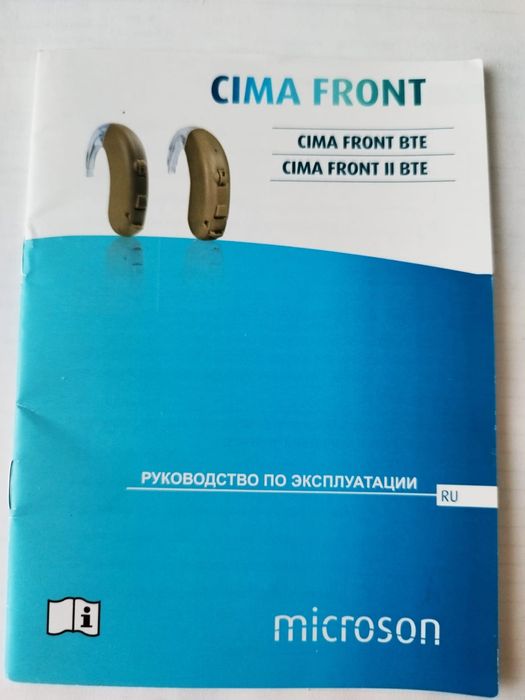 CIMA FRONT
CIMA FRONT BTE
CIMA FRONT II BTE
РУКОВОДСТВО ПО ЭКСПЛУАТАЦИИ
RU
i
microson